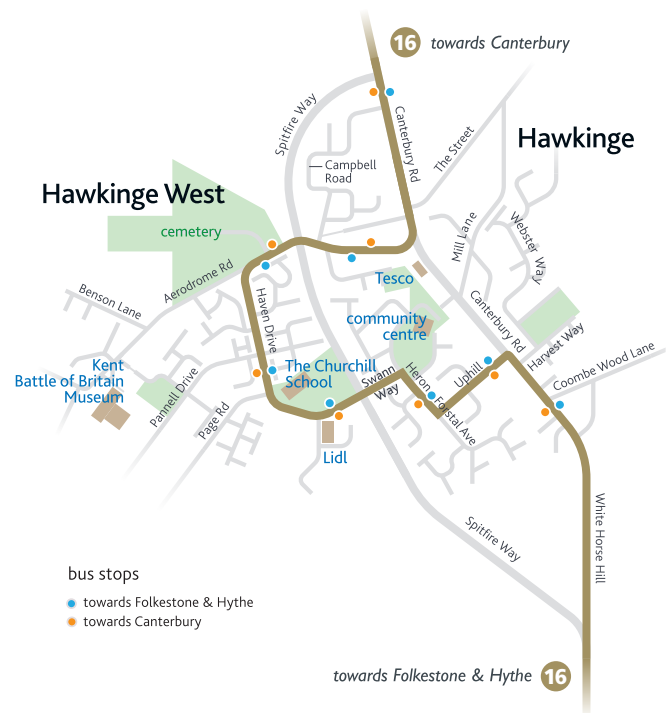 16 towards Canterbury
Spitfire Way
Canterbury Rd
The Street
Hawkinge
Campbell
Road
Hawkinge West
cemetery
Mill Lane
Webster Way
Aerodrome Rd
Tesco
Benson Lane
Haven Drive
Canterbury Rd
community
centre
Harvest Way
Coombe Wood Lane
Kent
Battle of Britain
Museum
The Churchill
School
Swann
Way
Heron
Forstal Ave
Uphill
Pannell Drive
Page Rd
Lidl
White Horse Hill
Spitfire Way
bus stops
towards Folkestone & Hythe
towards Canterbury
towards Folkestone & Hythe 16